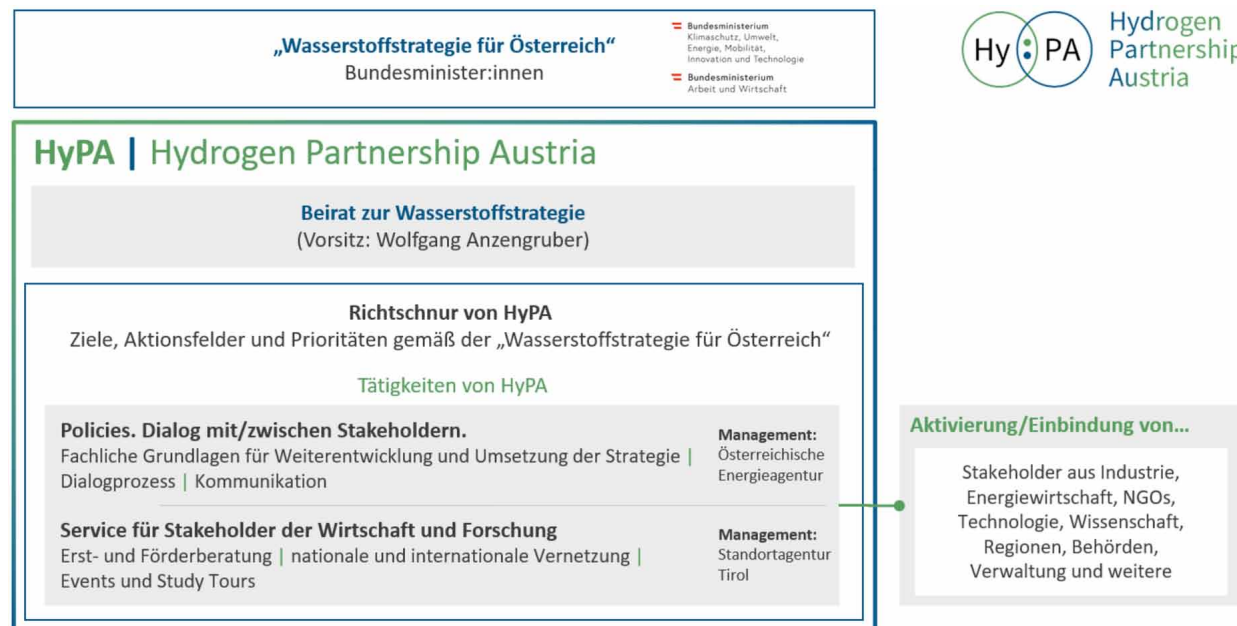 „Wasserstoffstrategie für Österreich“
Bundesminister:innen
Bundesministerium
Klimaschutz, Umwelt,
Energie, Mobilität,
Innovation und Technologie
Bundesministerium
Arbeit und Wirtschaft
Hy PA
Hydrogen
Partnership
Austria
HyPA | Hydrogen Partnership Austria
Beirat zur Wasserstoffstrategie
(Vorsitz: Wolfgang Anzengruber)
Richtschnur von HyPA
Ziele, Aktionsfelder und Prioritäten gemäß der „Wasserstoffstrategie für Österreich“
Tätigkeiten von HyPA
Policies. Dialog mit/zwischen Stakeholdern.
Fachliche Grundlagen für Weiterentwicklung und Umsetzung der Strategie |
Dialogprozess | Kommunikation
Management:
Österreichische
Energieagentur
Service für Stakeholder der Wirtschaft und Forschung
Erst- und Förderberatung | nationale und internationale Vernetzung |
Events und Study Tours
Management:
Standortagentur
Tirol
Aktivierung/Einbindung von...
Stakeholder aus Industrie,
Energiewirtschaft, NGOs,
Technologie, Wissenschaft,
Regionen, Behörden,
Verwaltung und weitere